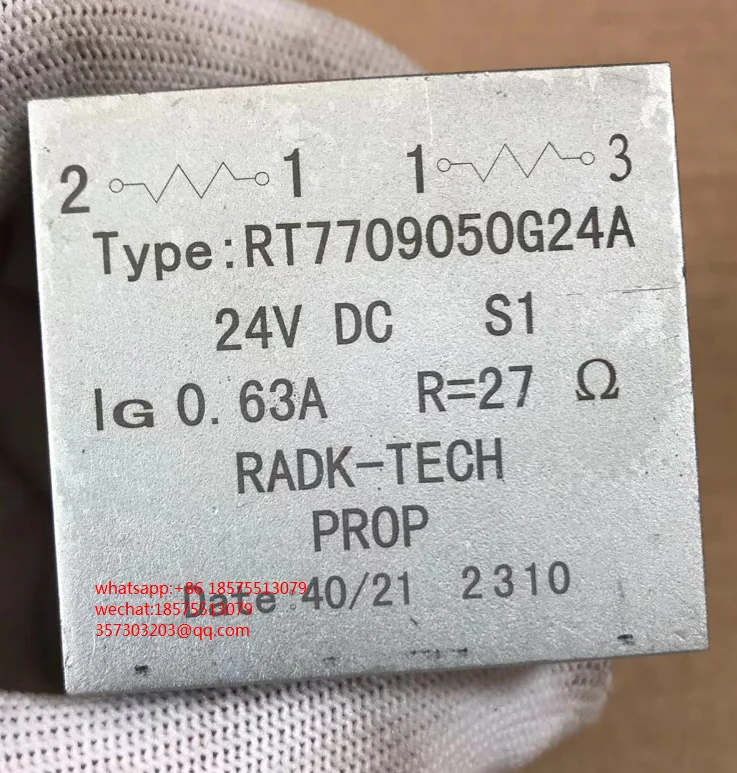 2 1 1 3
Type:RT7709050G24A
24V DC S1
IG 0.63A R=27 Ω
RADK-TECH
PROP
Date:40/21 2310
whatsapp:+86 18575513079
wechat:18575513079
357303203@qq.com